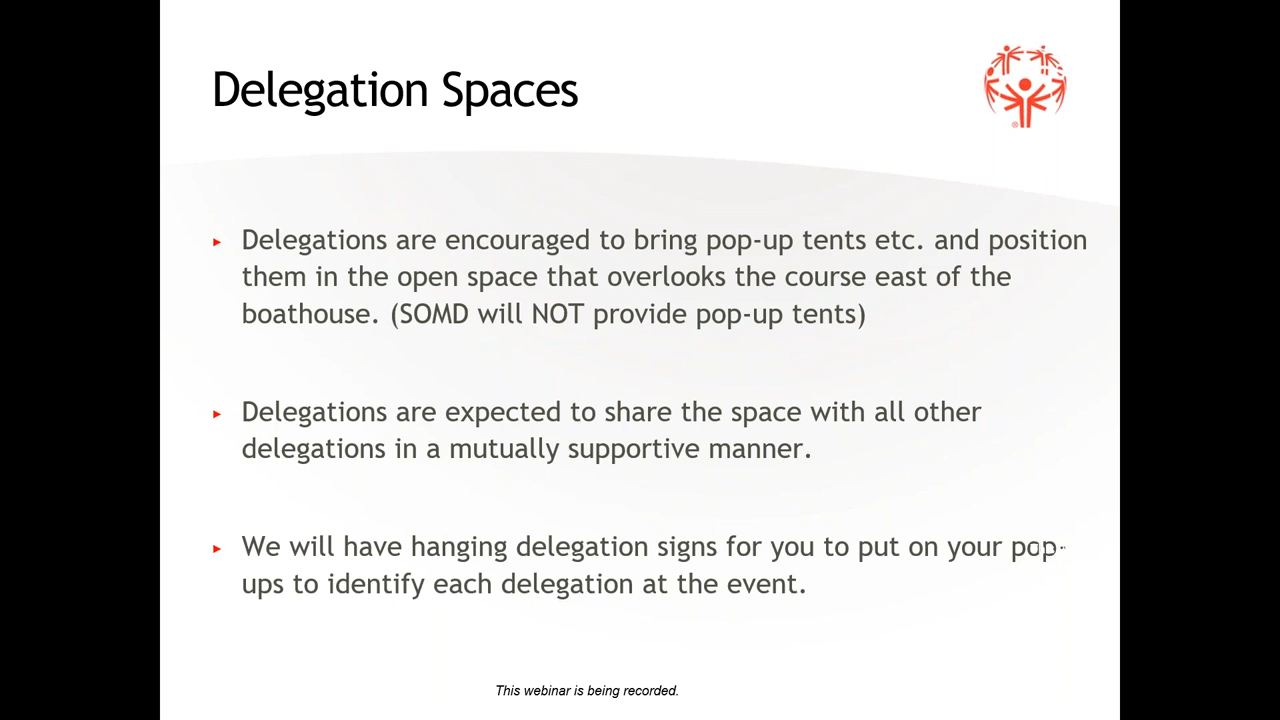 Delegation Spaces
Delegations are encouraged to bring pop-up tents etc. and position
them in the open space that overlooks the course east of the
boathouse. (SOMD will NOT provide pop-up tents)
Delegations are expected to share the space with all other
delegations in a mutually supportive manner.
We will have hanging delegation signs for you to put on your pop-
ups to identify each delegation at the event.
This webinar is being recorded.